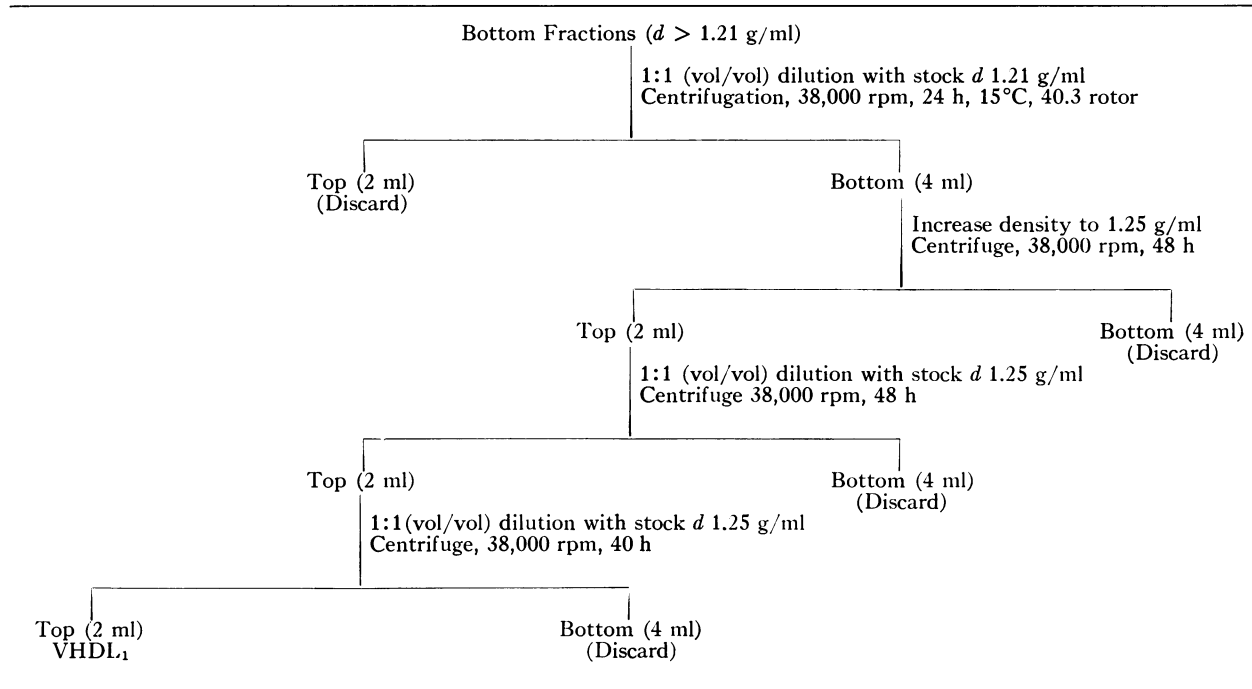 Bottom Fractions (d > 1.21 g/ml)
1:1 (vol/vol) dilution with stock d 1.21 g/ml
Centrifugation, 38,000 rpm, 24 h, 15°C, 40.3 rotor
Top (2 ml)
(Discard)
Bottom (4 ml)
Increase density to 1.25 g/ml
Centrifuge, 38,000 rpm, 48 h
Top (2 ml)
Bottom (4 ml)
(Discard)
1:1 (vol/vol) dilution with stock d 1.25 g/ml
Centrifuge 38,000 rpm, 48 h
Top (2 ml)
Bottom (4 ml)
(Discard)
1:1(vol/vol) dilution with stock d 1.25 g/ml
Centrifuge, 38,000 rpm, 40 h
Top (2 ml)
VHDL₁
Bottom (4 ml)
(Discard)